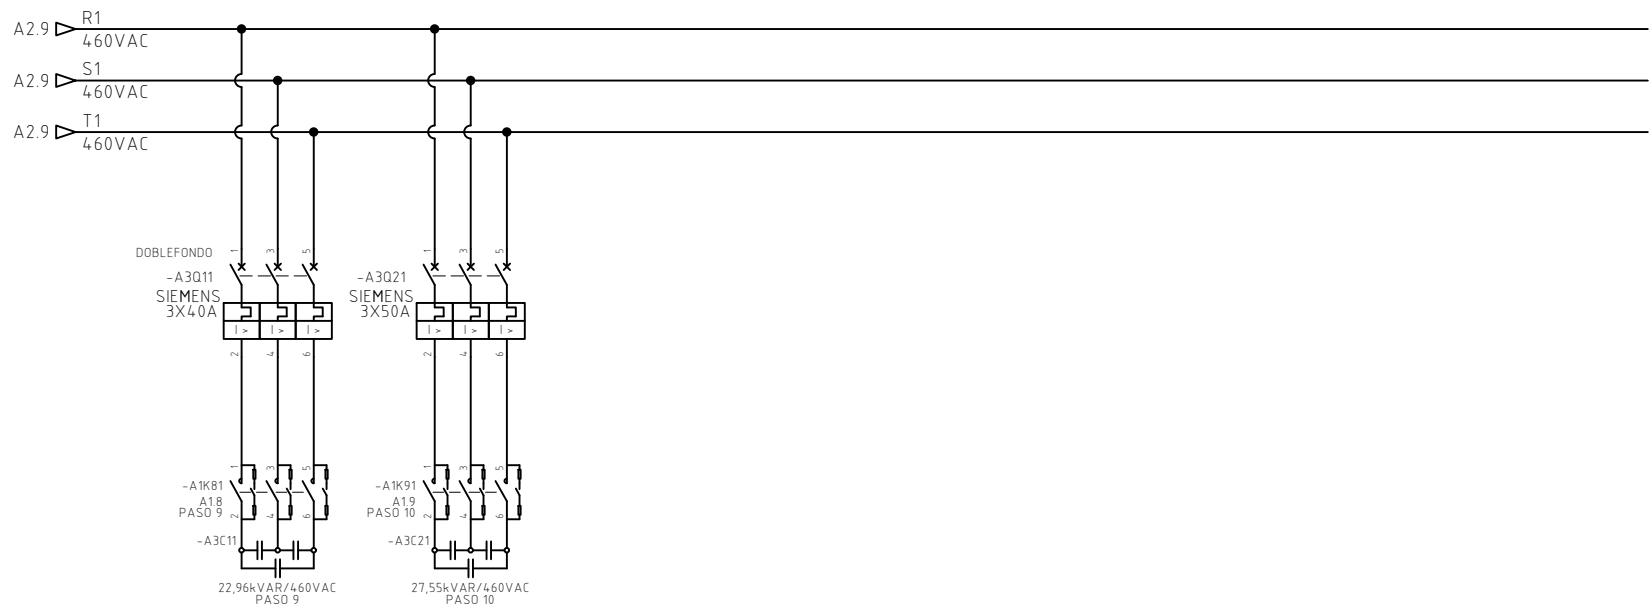 A2.9
R1
460VAC
A2.9
S1
460VAC
A2.9
T1
460VAC
DOBLEFONDO
1 3 5
-A3Q11
SIEMENS
3X40A
I> I> I>
2 4 6
1 3 5
-A3Q21
SIEMENS
3X50A
I> I> I>
2 4 6
1 3 5
-A1K81
A1.8
PASO 9
2 4 6
-A3C11
22,96kVAR/460VAC
PASO 9
1 3 5
-A1K91
A1.9
PASO 10
2 4 6
-A3C21
27,55kVAR/460VAC
PASO 10